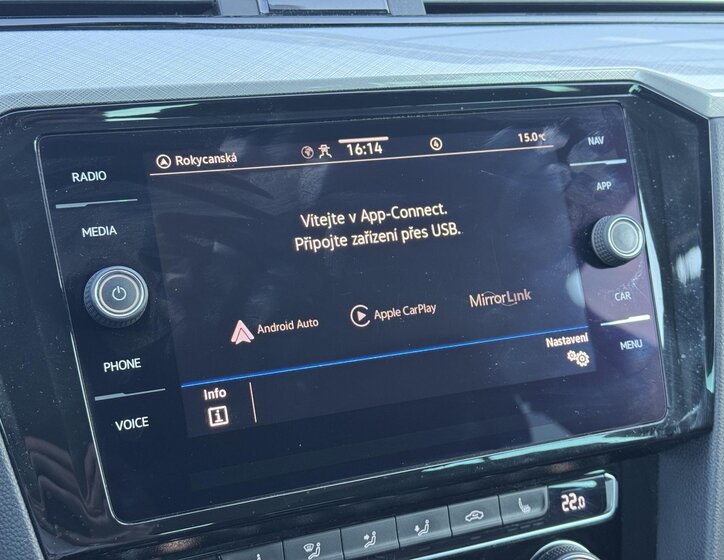 Rokycanská
16:14
15.0°C
NAV
RADIO
APP
MEDIA
Vítejte v App-Connect.
Připojte zařízení přes USB.
Android Auto
Apple CarPlay
MirrorLink
CAR
PHONE
Nastavení
MENU
Info
i
VOICE
22.0